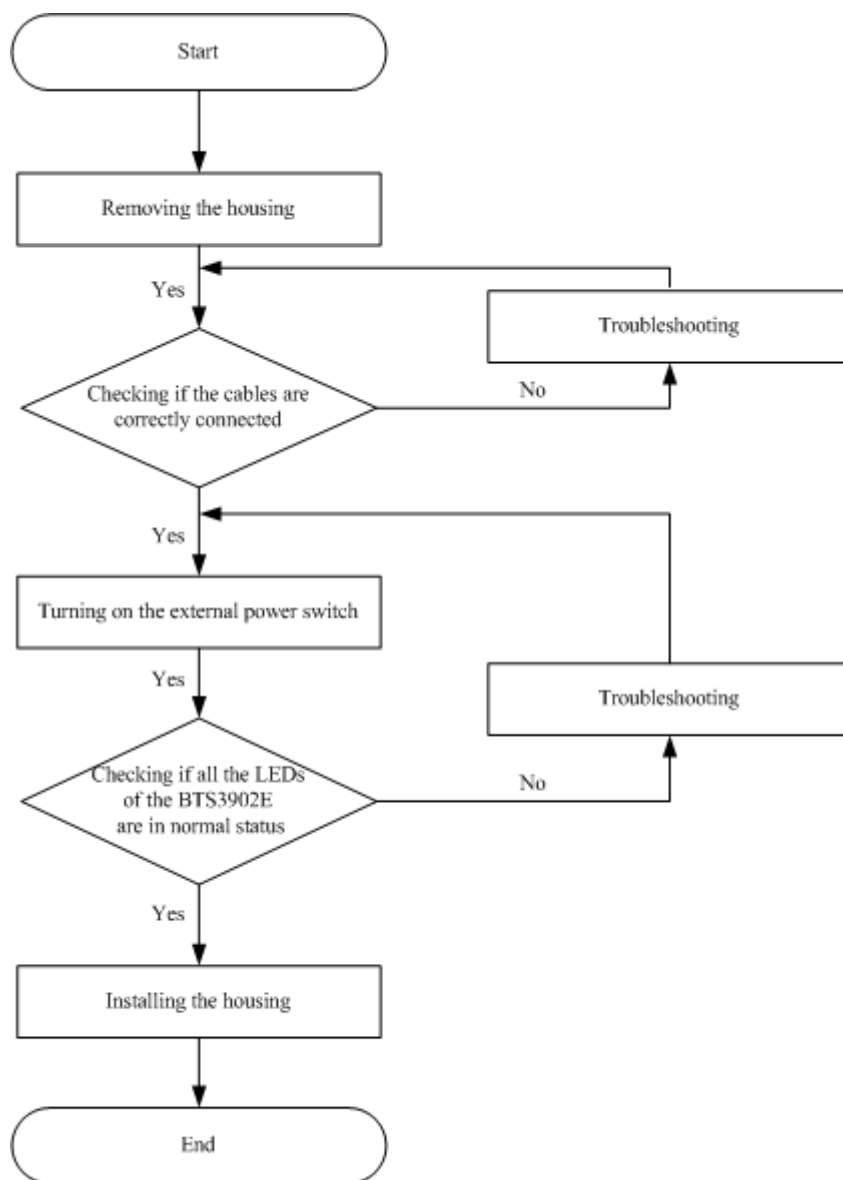 Start
Removing the housing
Yes
Troubleshooting
Checking if the cables are
correctly connected
No
Yes
Turning on the external power switch
Yes
Troubleshooting
Checking if all the LEDs
of the BTS3902E
are in normal status
No
Yes
Installing the housing
End